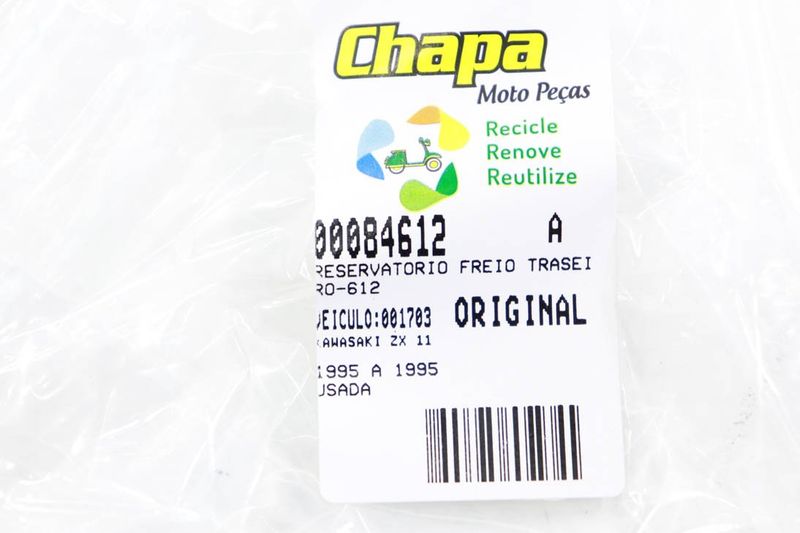 Chapa
Moto Peças
Recicle
Renove
Reutilize
00084612 A
RESERVATORIO FREIO TRASEI
RO-612
VEICULO:001703 ORIGINAL
KAWASAKI ZX 11
1995 A 1995
USADA